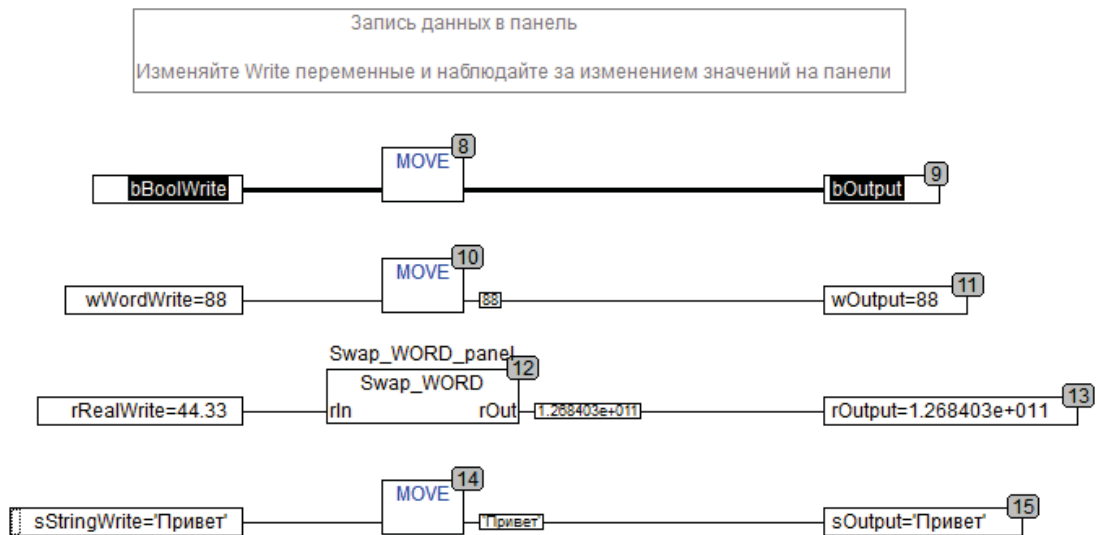 Запись данных в панель
Изменяйте Write переменные и наблюдайте за изменением значений на панели
8
MOVE
9
bBoolWrite
bOutput
10
MOVE
11
wWordWrite=88
88
wOutput=88
Swap_WORD_panel
12
Swap_WORD
13
rRealWrite=44.33
rIn
rOut
1.268403e+011
rOutput=1.268403e+011
14
MOVE
15
sStringWrite='Привет'
'Привет'
sOutput='Привет'